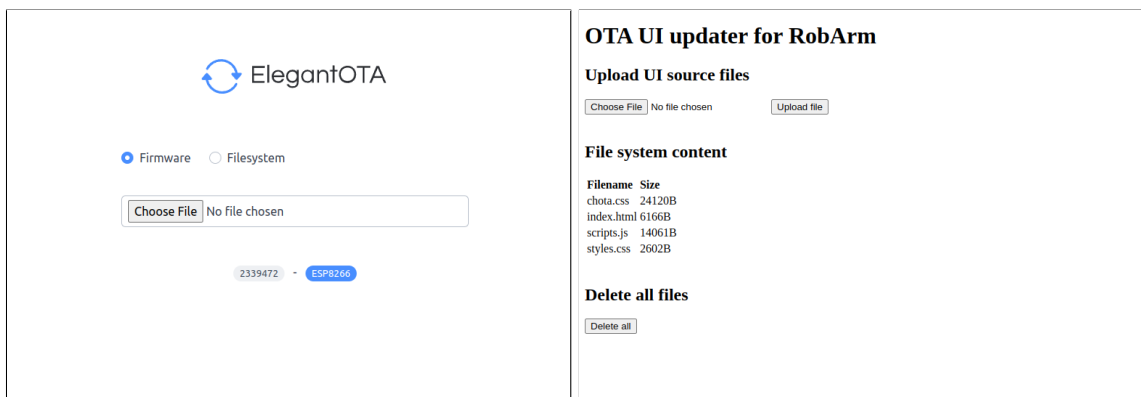 ElegantOTA
Firmware Filesystem
Choose File No file chosen
2339472 - ESP8266
OTA UI updater for RobArm
Upload UI source files
Choose File No file chosen Upload file
File system content
Filename Size
chota.css 24120B
index.html 6166B
scripts.js 14061B
styles.css 2602B
Delete all files
Delete all